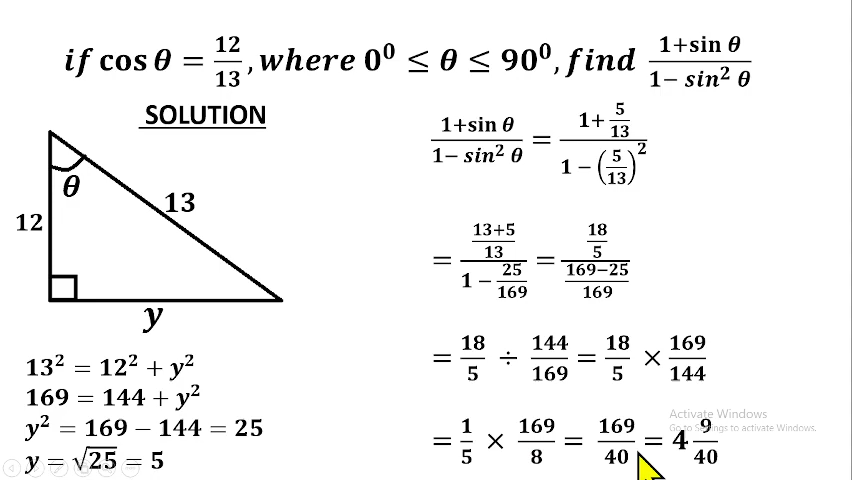 if cos θ = 12/13, where 0⁰ ≤ θ ≤ 90⁰, find (1+sin θ)/(1− sin² θ)
SOLUTION
θ
12
13
y
13² = 12² + y²
169 = 144 + y²
y² = 169 − 144 = 25
y = √25 = 5
(1+sin θ)/(1− sin² θ) = (1+ 5/13)/(1 − (5/13)²)
= ((13+5)/13)/(1 − 25/169) = (18/5)/((169−25)/169)
= 18/5 ÷ 144/169 = 18/5 × 169/144
= 1/5 × 169/8 = 169/40 = 4 9/40
Activate Windows
Go to Settings to activate Windows.